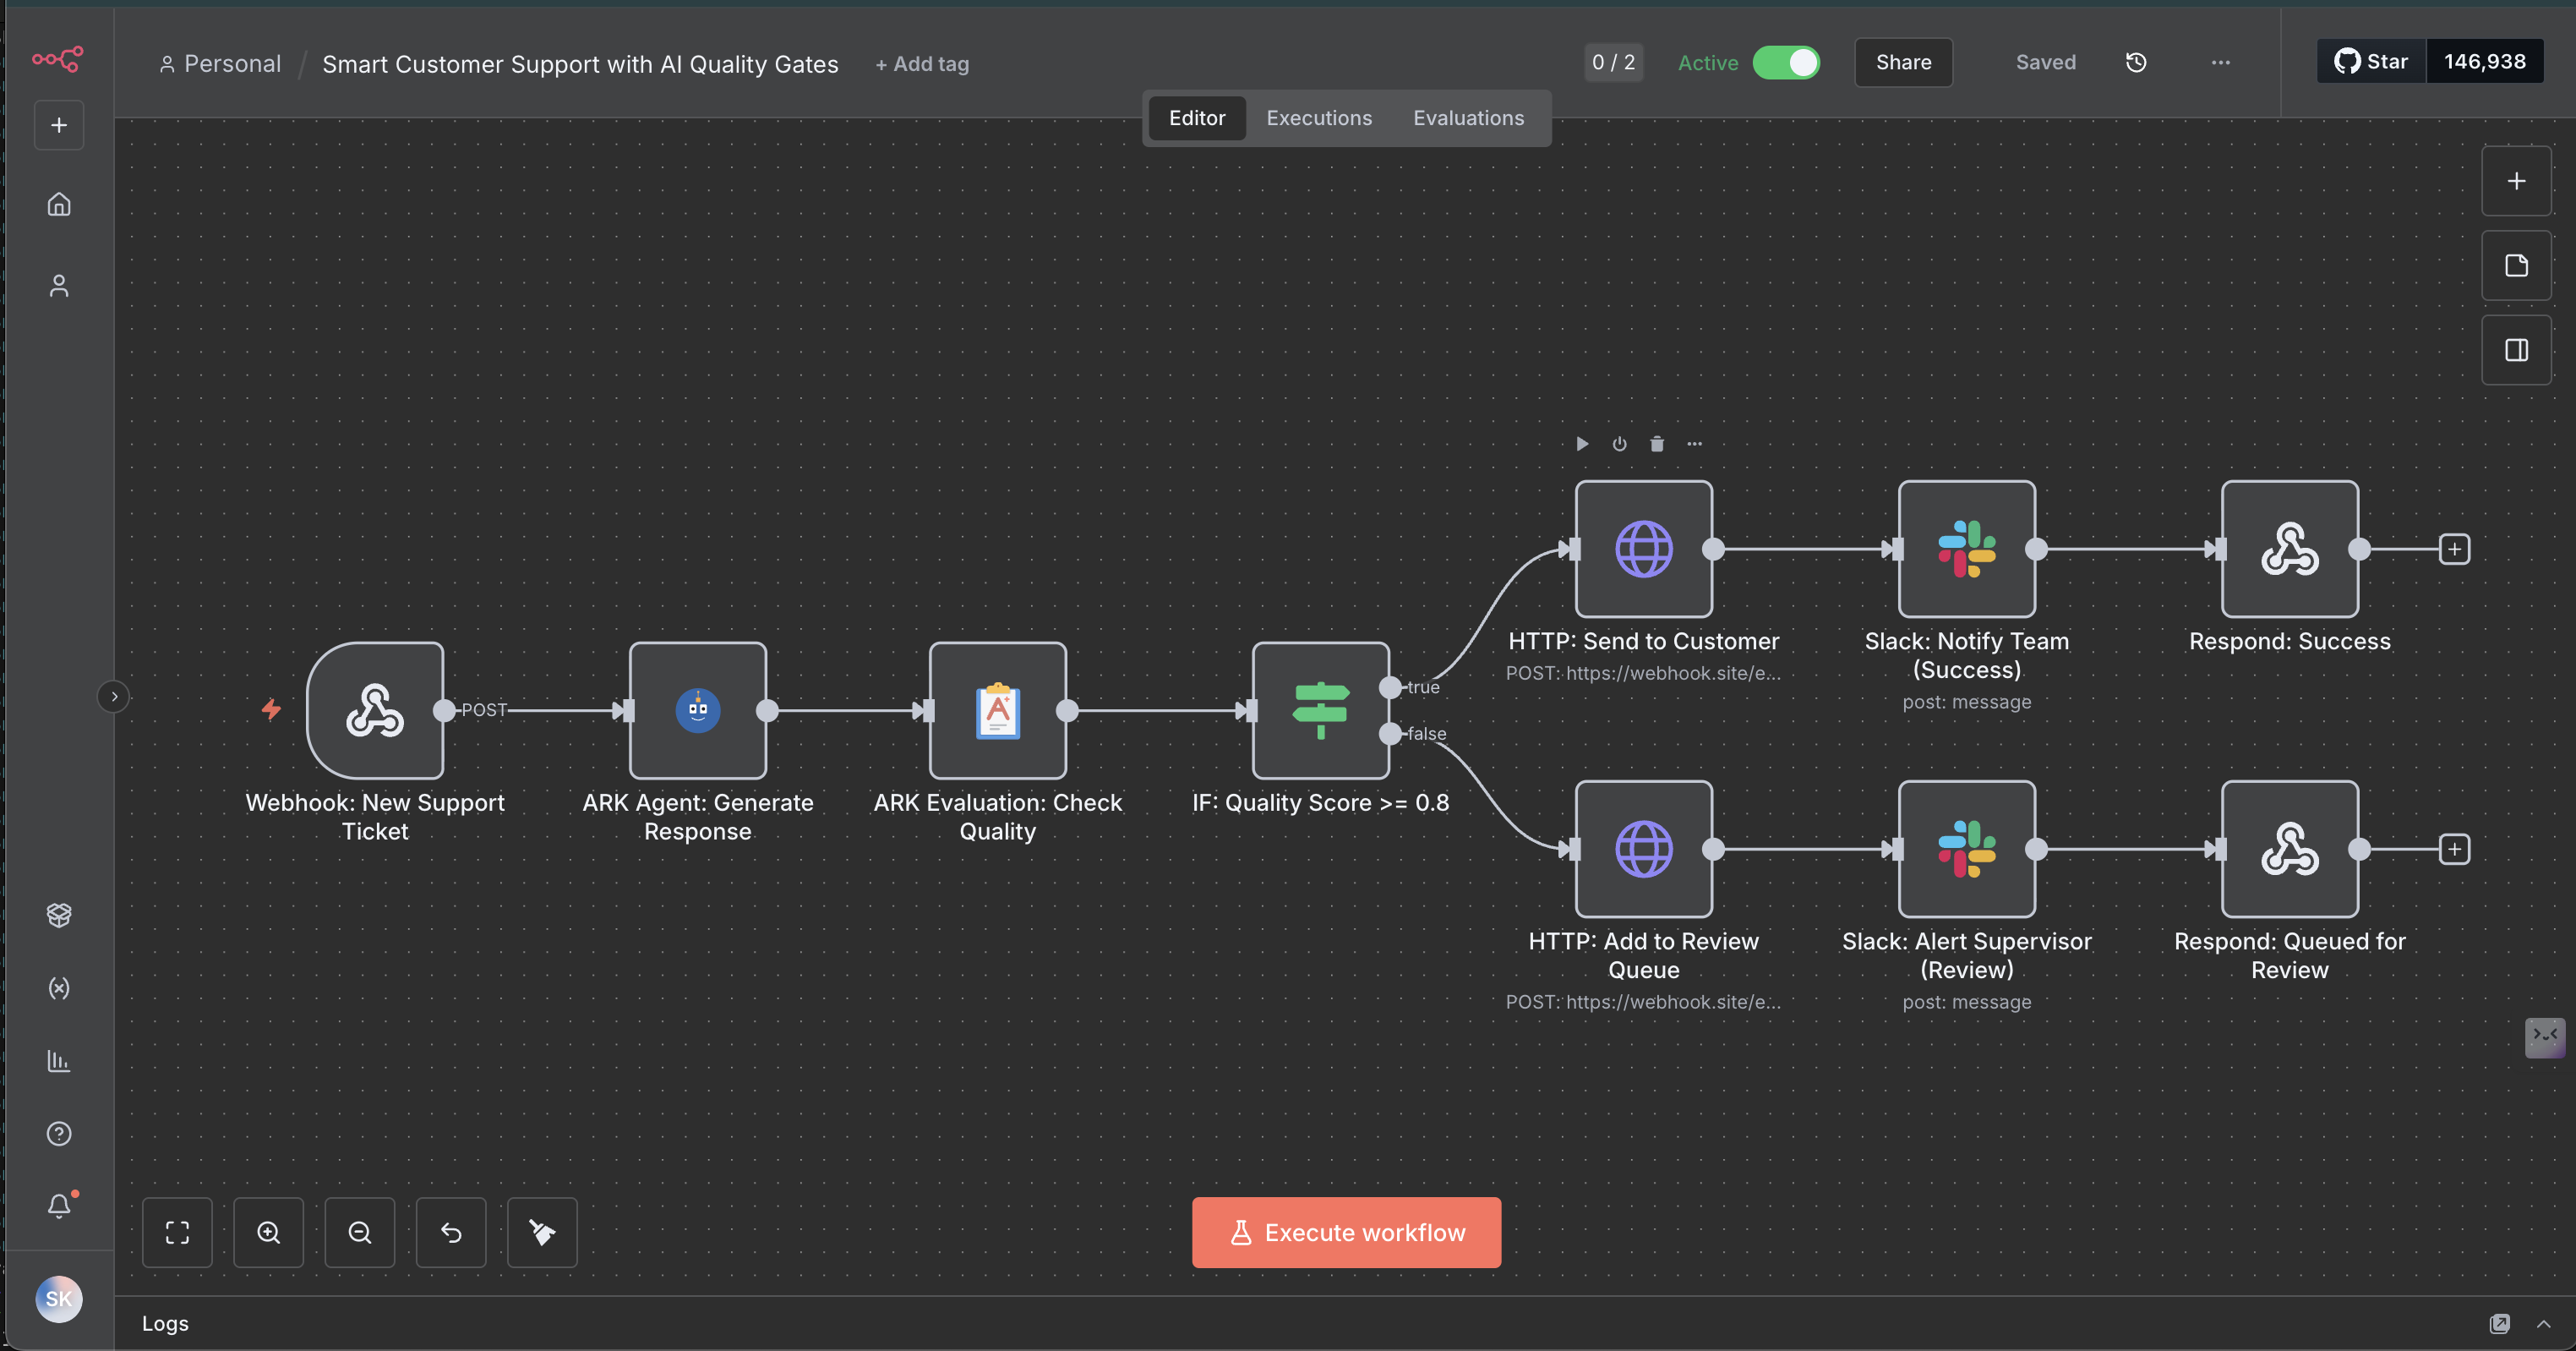 Personal / Smart Customer Support with AI Quality Gates + Add tag
0 / 2 Active Share Saved Star 146,938
Editor Executions Evaluations
POST
Webhook: New Support
Ticket
ARK Agent: Generate
Response
ARK Evaluation: Check
Quality
IF: Quality Score >= 0.8
true
false
HTTP: Send to Customer
POST: https://webhook.site/e...
Slack: Notify Team
(Success)
post: message
Respond: Success
HTTP: Add to Review
Queue
POST: https://webhook.site/e...
Slack: Alert Supervisor
(Review)
post: message
Respond: Queued for
Review
Execute workflow
SK
Logs